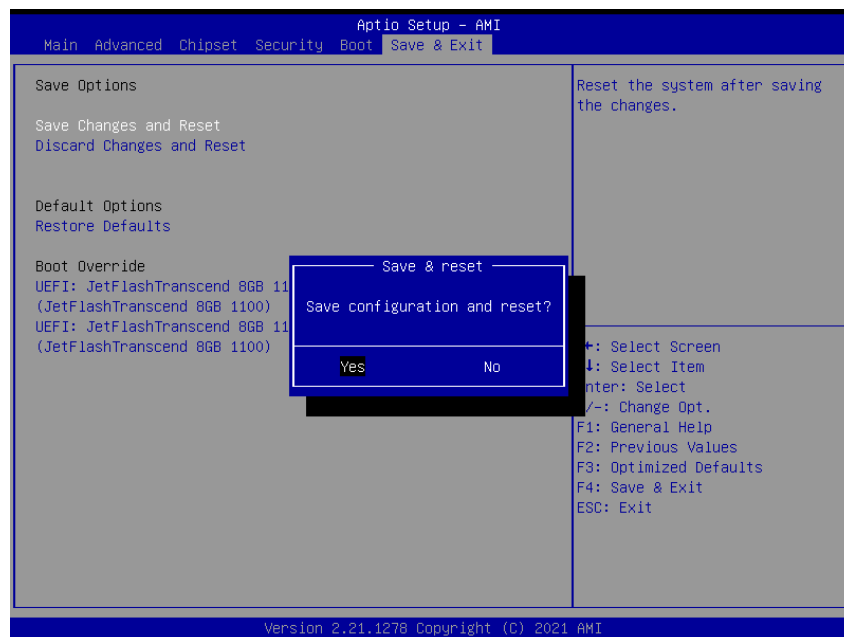 Aptio Setup – AMI
Main Advanced Chipset Security Boot Save & Exit
Save Options
Save Changes and Reset
Discard Changes and Reset
Default Options
Restore Defaults
Boot Override
UEFI: JetFlashTranscend 8GB 11
(JetFlashTranscend 8GB 1100)
UEFI: JetFlashTranscend 8GB 11
(JetFlashTranscend 8GB 1100)
Save & reset
Save configuration and reset?
Yes No
Reset the system after saving
the changes.
: Select Screen
↓: Select Item
nter: Select
/-: Change Opt.
F1: General Help
F2: Previous Values
F3: Optimized Defaults
F4: Save & Exit
ESC: Exit
Version 2.21.1278 Copyright (C) 2021 AMI